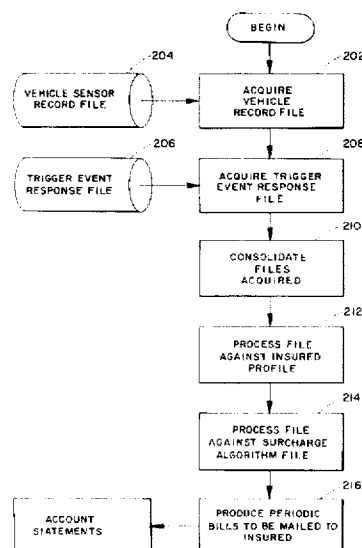 BEGIN
204
202
VEHICLE SENSOR
RECORD FILE
ACQUIRE
VEHICLE
RECORD FILE
206
208
TRIGGER EVENT
RESPONSE FILE
ACQUIRE TRIGGER
EVENT RESPONSE
FILE
210
CONSOLIDATE
FILES
ACQUIRED
212
PROCESS FILE
AGAINST INSURED
PROFILE
214
PROCESS FILE
AGAINST SURCHARGE
ALGORITHM FILE
216
ACCOUNT
STATEMENTS
PRODUCE PERIODIC
BILLS TO BE MAILED TO
INSURED